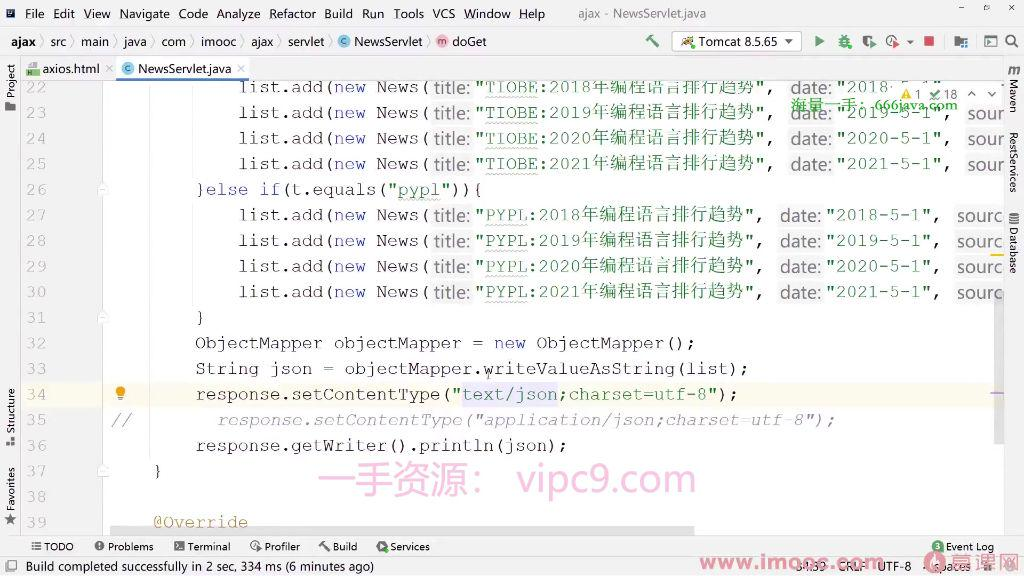 File Edit View Navigate Code Analyze Refactor Build Run Tools VCS Window Help ajax - NewsServlet.java
ajax src main java com imooc ajax servlet NewsServlet doGet Tomcat 8.5.65
axios.html NewsServlet.java
Project
Structure
Favorites
Maven
RestServices
Database
1 18
海量一手：666java.com
22 list.add(new News( title: "TIOBE:2018年编程语言排行趋势", date: "2018-5-1"
23 list.add(new News( title: "TIOBE:2019年编程语言排行趋势", date: "2019-5-1", sour
24 list.add(new News( title: "TIOBE:2020年编程语言排行趋势", date: "2020-5-1", sour
25 list.add(new News( title: "TIOBE:2021年编程语言排行趋势", date: "2021-5-1", sour
26 }else if(t.equals("pypl")){
27 list.add(new News( title: "PYPL:2018年编程语言排行趋势", date: "2018-5-1", sourc
28 list.add(new News( title: "PYPL:2019年编程语言排行趋势", date: "2019-5-1", sourc
29 list.add(new News( title: "PYPL:2020年编程语言排行趋势", date: "2020-5-1", sourc
30 list.add(new News( title: "PYPL:2021年编程语言排行趋势", date: "2021-5-1", sourc
31 }
32 ObjectMapper objectMapper = new ObjectMapper();
33 String json = objectMapper.writeValueAsString(list);
34 response.setContentType("text/json;charset=utf-8");
35 // response.setContentType("application/json;charset=utf-8");
36 response.getWriter().println(json);
37 }
38
39 @Override
一手资源： vipc9.com
TODO Problems Terminal Profiler Build Services 3 Event Log
Build completed successfully in 2 sec, 334 ms (6 minutes ago) CRLF UTF-8 spaces
www.imooc.com 慕课网